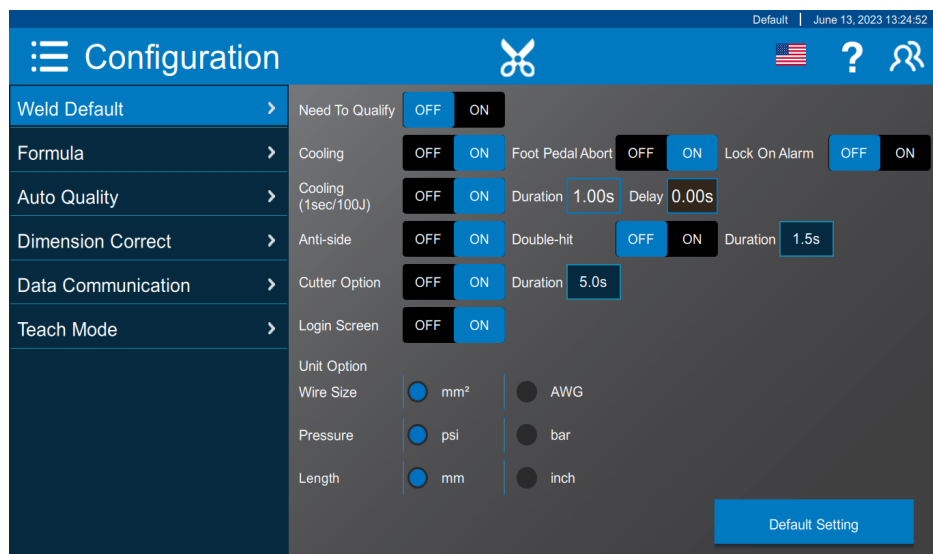 Default June 13, 2023 13:24:52
Configuration ?
Weld Default
Formula
Auto Quality
Dimension Correct
Data Communication
Teach Mode
Need To Qualify OFF ON
Cooling OFF ON Foot Pedal Abort OFF ON Lock On Alarm OFF ON
Cooling
(1sec/100J) OFF ON Duration 1.00s Delay 0.00s
Anti-side OFF ON Double-hit OFF ON Duration 1.5s
Cutter Option OFF ON Duration 5.0s
Login Screen OFF ON
Unit Option
Wire Size mm² AWG
Pressure psi bar
Length mm inch
Default Setting